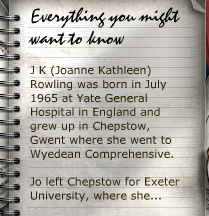 Everything you might
want to know
J K (Joanne Kathleen)
Rowling was born in July
1965 at Yate General
Hospital in England and
grew up in Chepstow,
Gwent where she went to
Wyedean Comprehensive.
Jo left Chepstow for Exeter
University, where she...